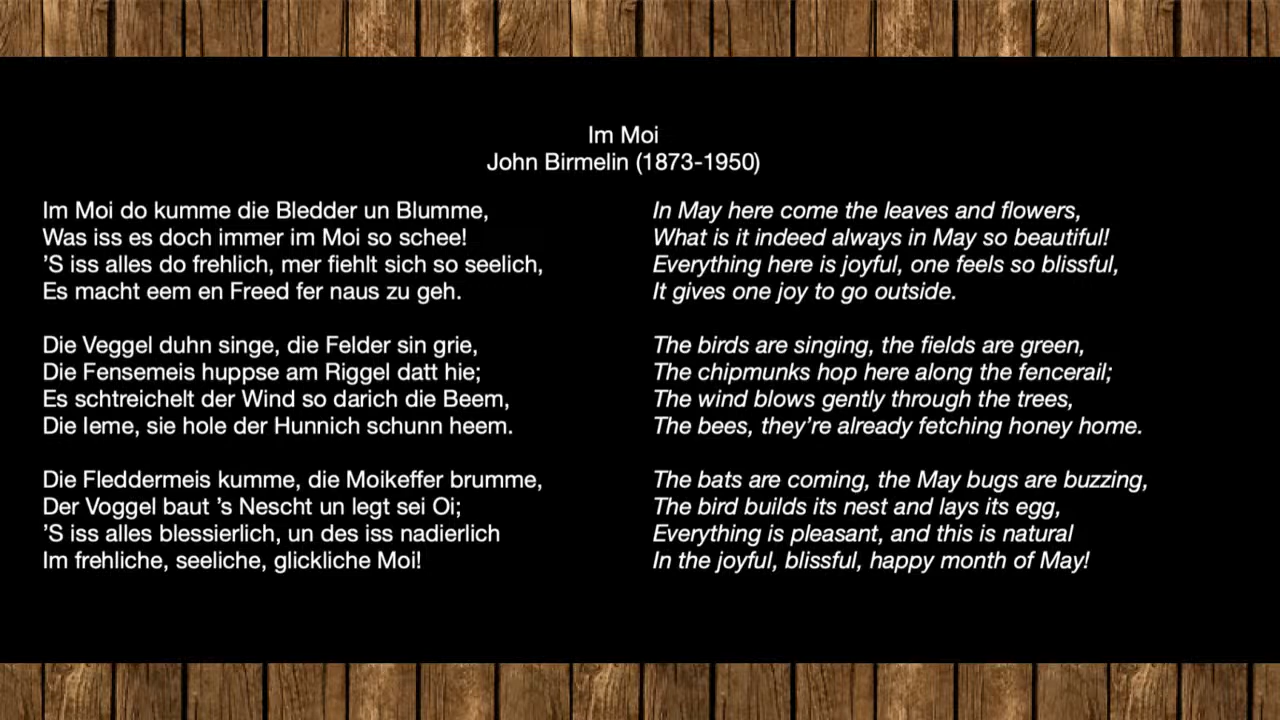 Im Moi
John Birmelin (1873-1950)
Im Moi do kumme die Bledder un Blumme,
Was iss es doch immer im Moi so schee!
’S iss alles do frehlich, mer fiehlt sich so seelich,
Es macht eem en Freed fer naus zu geh.
Die Veggel duhn singe, die Felder sin grie,
Die Fensemeis huppse am Riggel datt hie;
Es schtreichelt der Wind so darich die Beem,
Die Ieme, sie hole der Hunnich schunn heem.
Die Fleddermeis kumme, die Moikeffer brumme,
Der Voggel baut ’s Nescht un legt sei Oi;
’S iss alles blessierlich, un des iss nadierlich
Im frehliche, seeliche, glickliche Moi!
In May here come the leaves and flowers,
What is it indeed always in May so beautiful!
Everything here is joyful, one feels so blissful,
It gives one joy to go outside.
The birds are singing, the fields are green,
The chipmunks hop here along the fencerail;
The wind blows gently through the trees,
The bees, they’re already fetching honey home.
The bats are coming, the May bugs are buzzing,
The bird builds its nest and lays its egg,
Everything is pleasant, and this is natural
In the joyful, blissful, happy month of May!